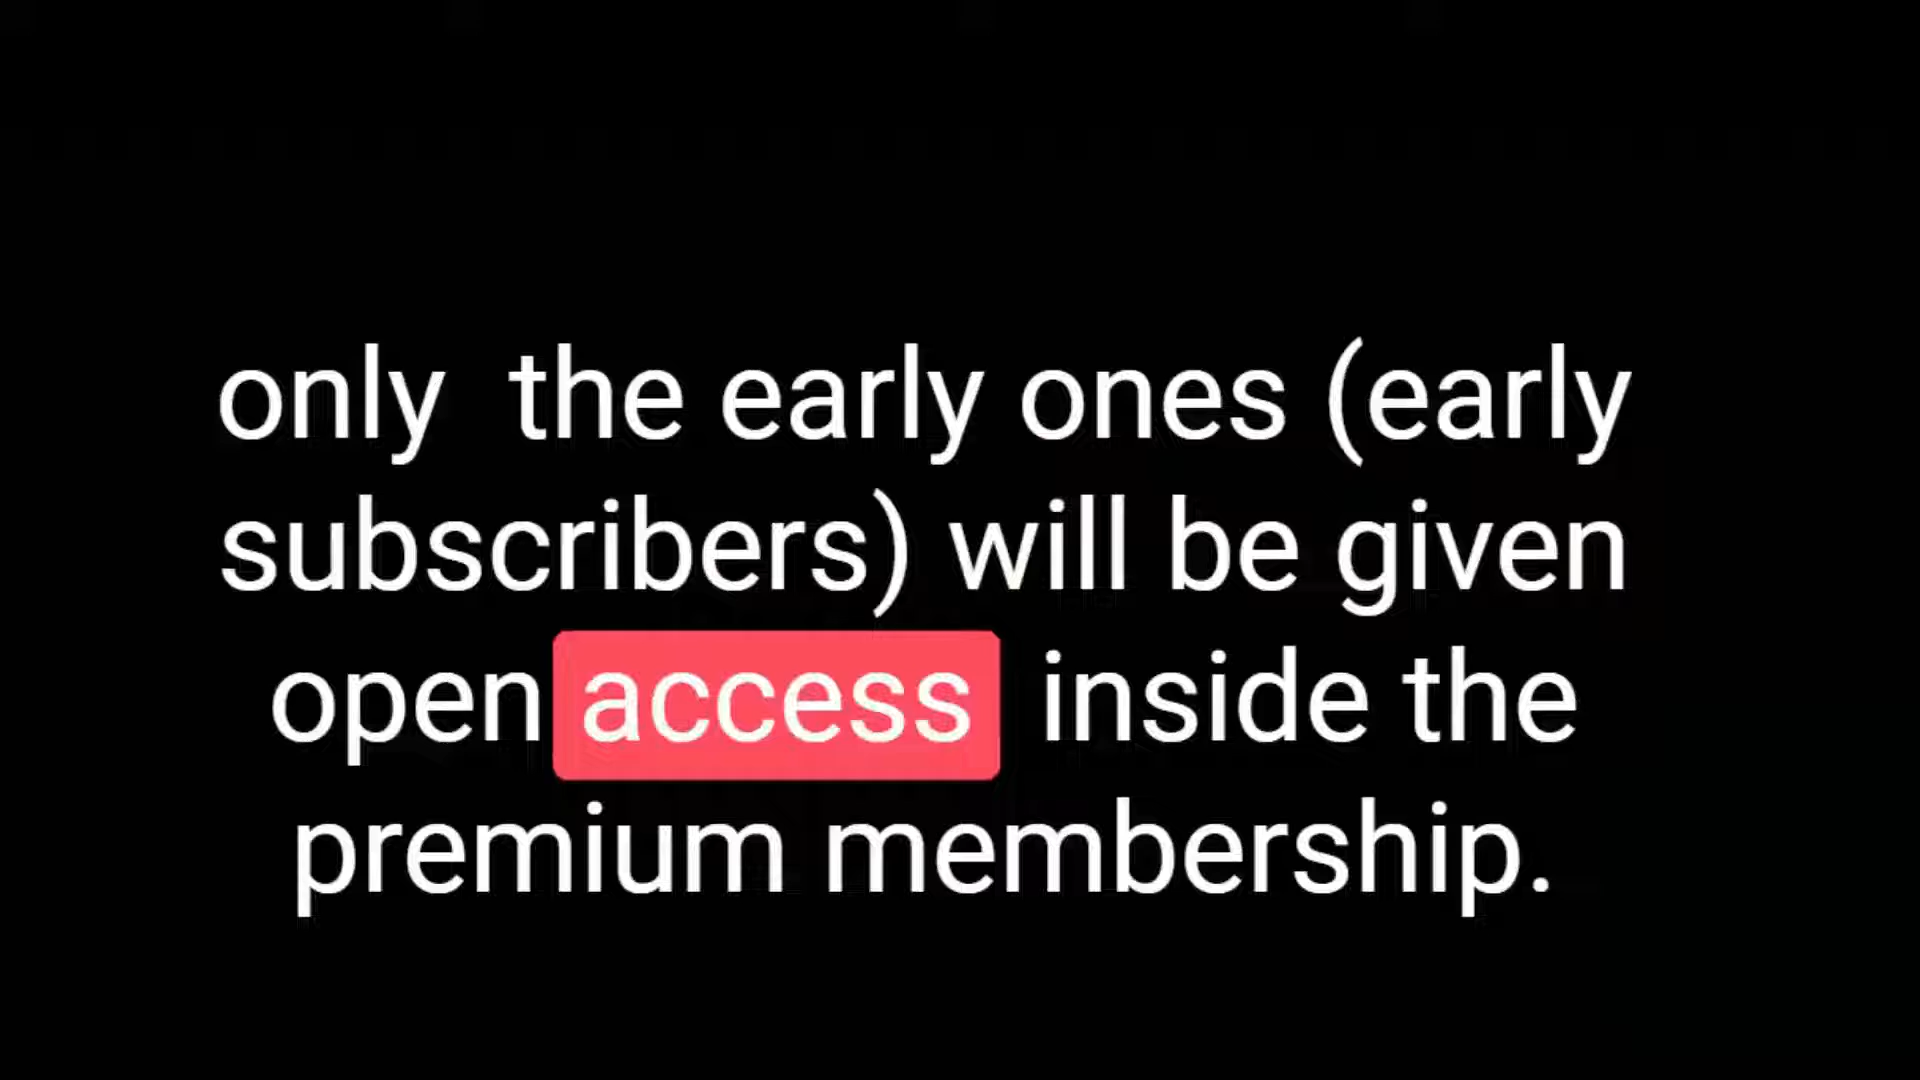 only  the early ones (early
subscribers) will be given
open access  inside the
premium membership.